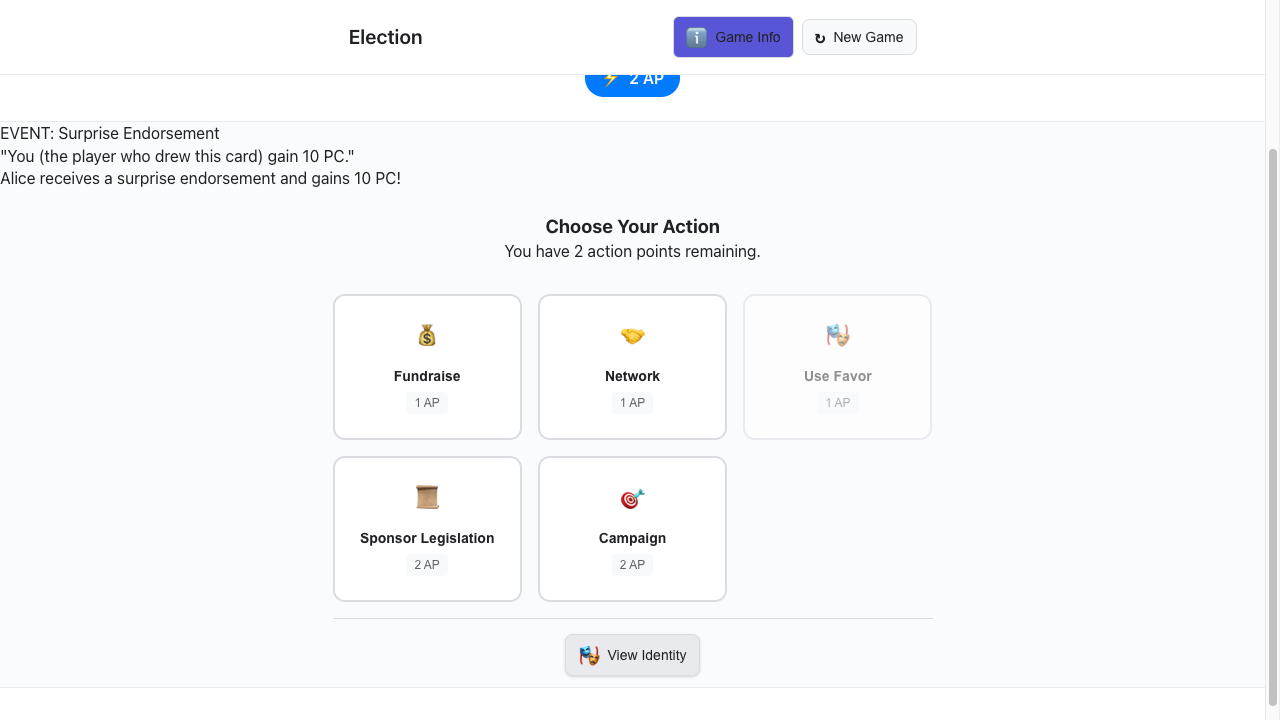 Election
Game Info
↻ New Game
2 AP
EVENT: Surprise Endorsement
"You (the player who drew this card) gain 10 PC."
Alice receives a surprise endorsement and gains 10 PC!
Choose Your Action
You have 2 action points remaining.
Fundraise
1 AP
Network
1 AP
Use Favor
1 AP
Sponsor Legislation
2 AP
Campaign
2 AP
View Identity